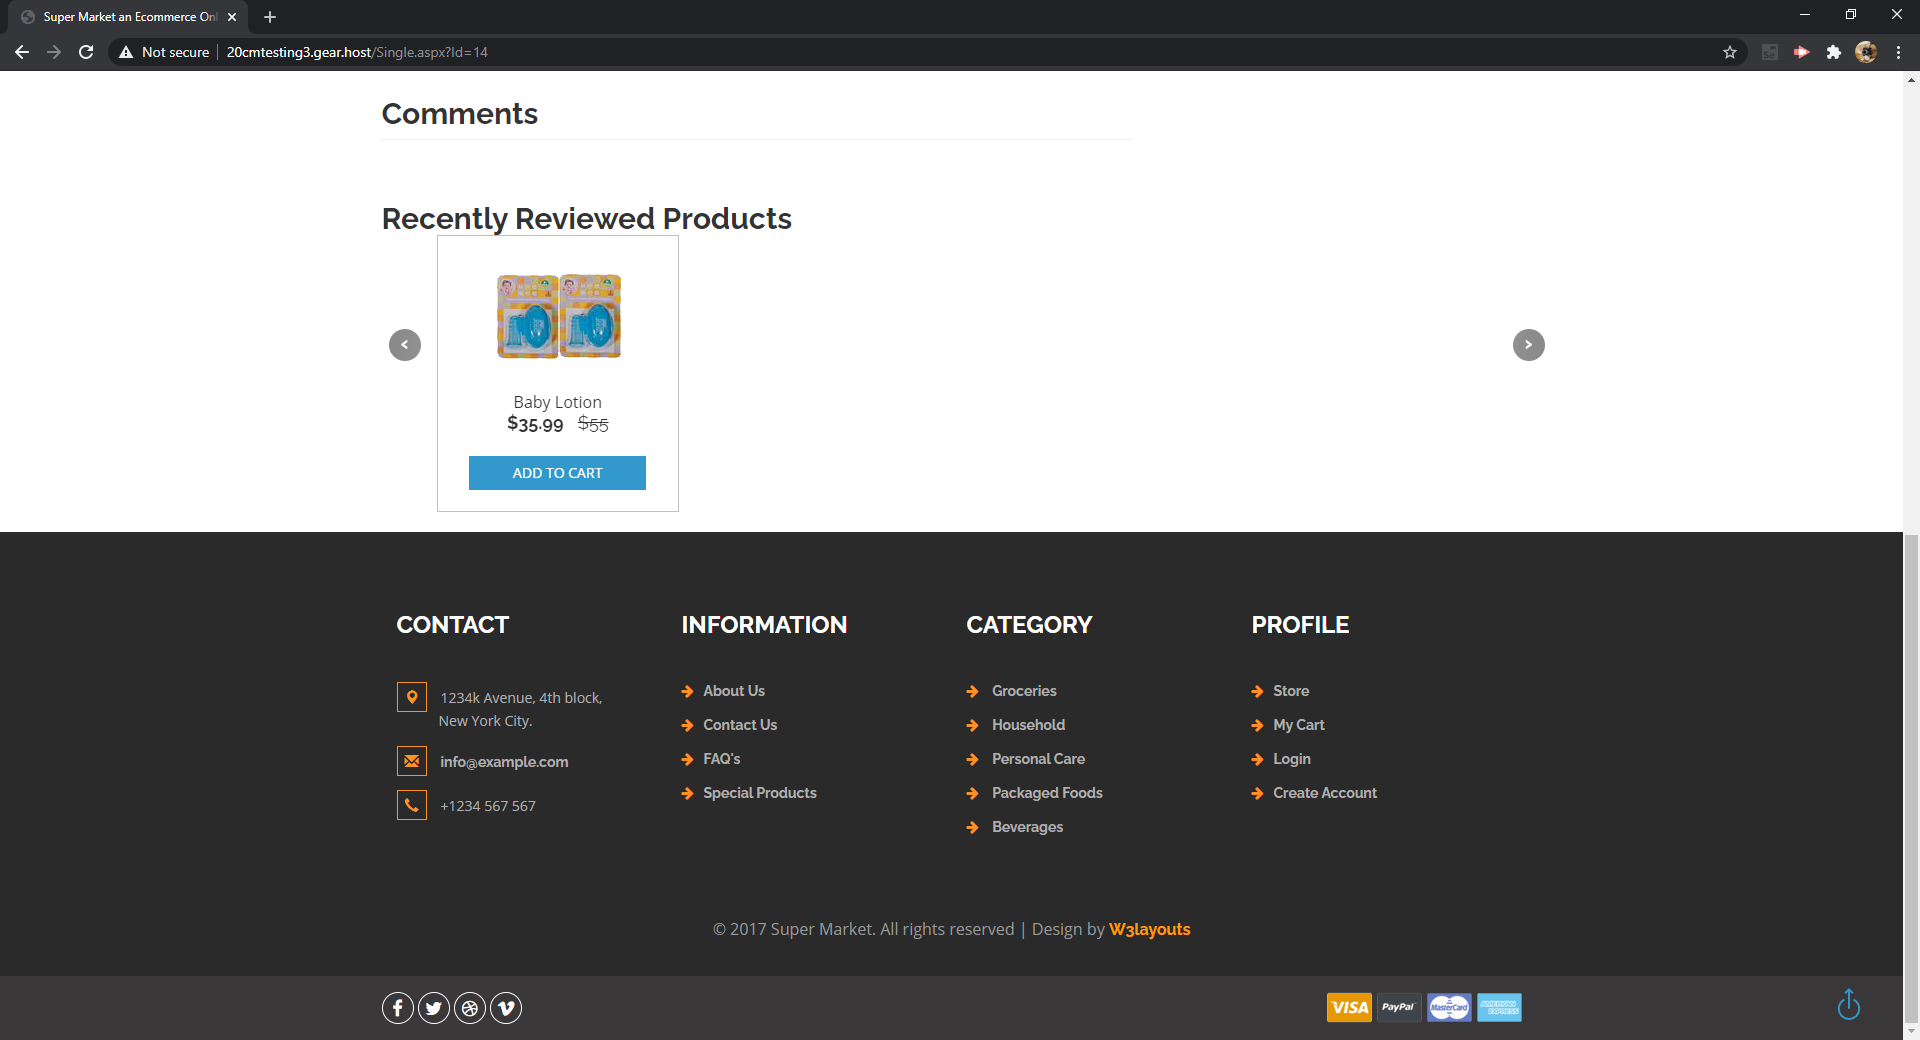 Super Market an Ecommerce Onl
Not secure
20cmtesting3.gear.host/Single.aspx?Id=14
Comments
Recently Reviewed Products
Baby Lotion
$35.99 $55
ADD TO CART
CONTACT
1234k Avenue, 4th block,
New York City.
info@example.com
+1234 567 567
INFORMATION
About Us
Contact Us
FAQ's
Special Products
CATEGORY
Groceries
Household
Personal Care
Packaged Foods
Beverages
PROFILE
Store
My Cart
Login
Create Account
© 2017 Super Market. All rights reserved | Design by W3layouts
VISA PayPal MasterCard AMERICAN EXPRESS